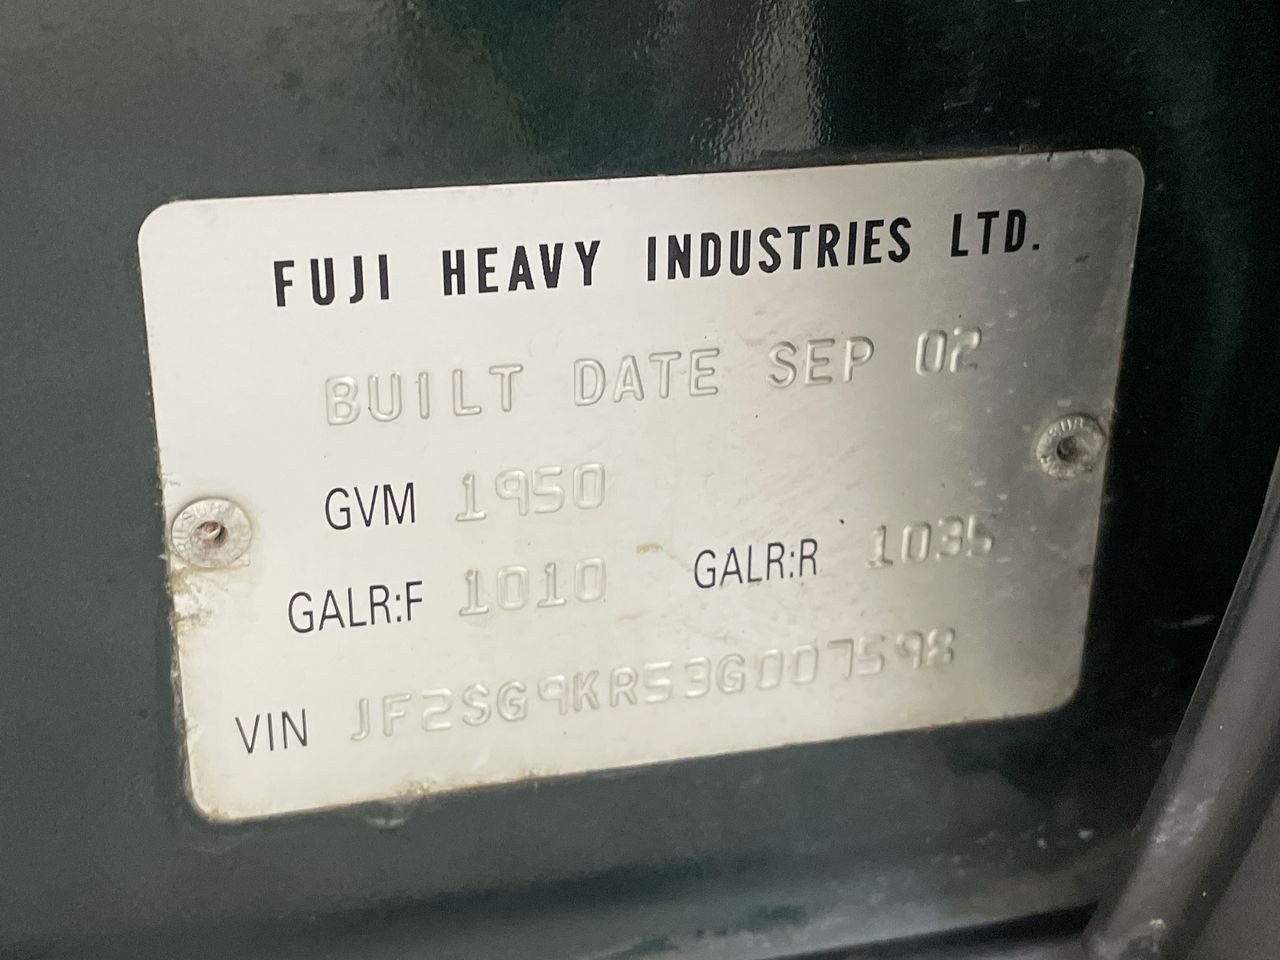 FUJI HEAVY INDUSTRIES LTD.
BUILT DATE SEP 02
GVM 1950
GALR:F 1010 GALR:R 1035
VIN JF2SG9KR53G007598